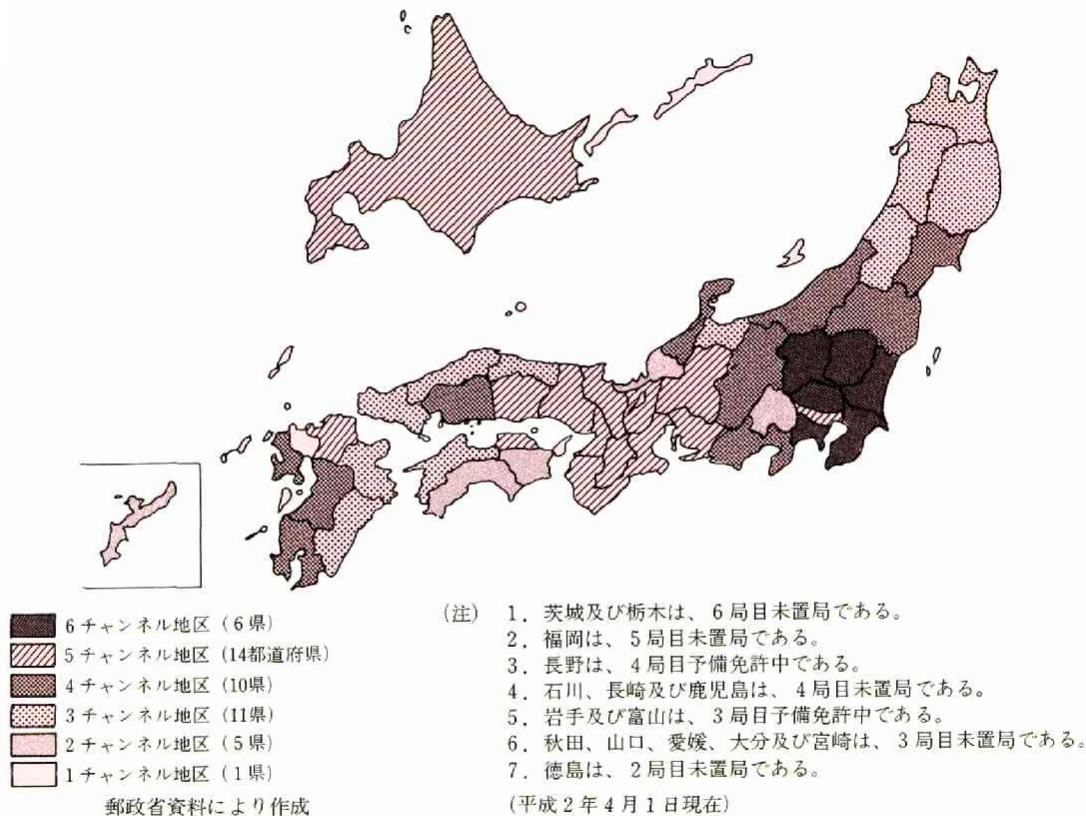 6チャンネル地区(6県)
5チャンネル地区(14都道府県)
4チャンネル地区(10県)
3チャンネル地区(11県)
2チャンネル地区(5県)
1チャンネル地区(1県)
郵政省資料により作成
(注) 1. 茨城及び栃木は、6局目未置局である。
2. 福岡は、5局目未置局である。
3. 長野は、4局目予備免許中である。
4. 石川、長崎及び鹿児島は、4局目未置局である。
5. 岩手及び富山は、3局目予備免許中である。
6. 秋田、山口、愛媛、大分及び宮崎は、3局目未置局である。
7. 徳島は、2局目未置局である。
(平成2年4月1日現在)